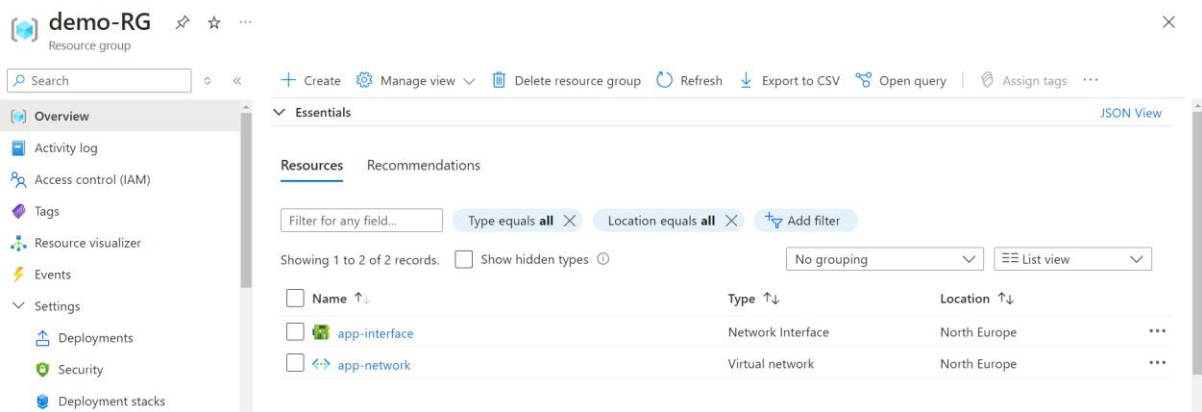 demo-RG
Resource group
Search
Overview
Activity log
Access control (IAM)
Tags
Resource visualizer
Events
Settings
Deployments
Security
Deployment stacks
Create Manage view Delete resource group Refresh Export to CSV Open query Assign tags
Essentials JSON View
Resources Recommendations
Filter for any field... Type equals all Location equals all Add filter
Showing 1 to 2 of 2 records. Show hidden types No grouping List view
Name Type Location
app-interface Network Interface North Europe
app-network Virtual network North Europe